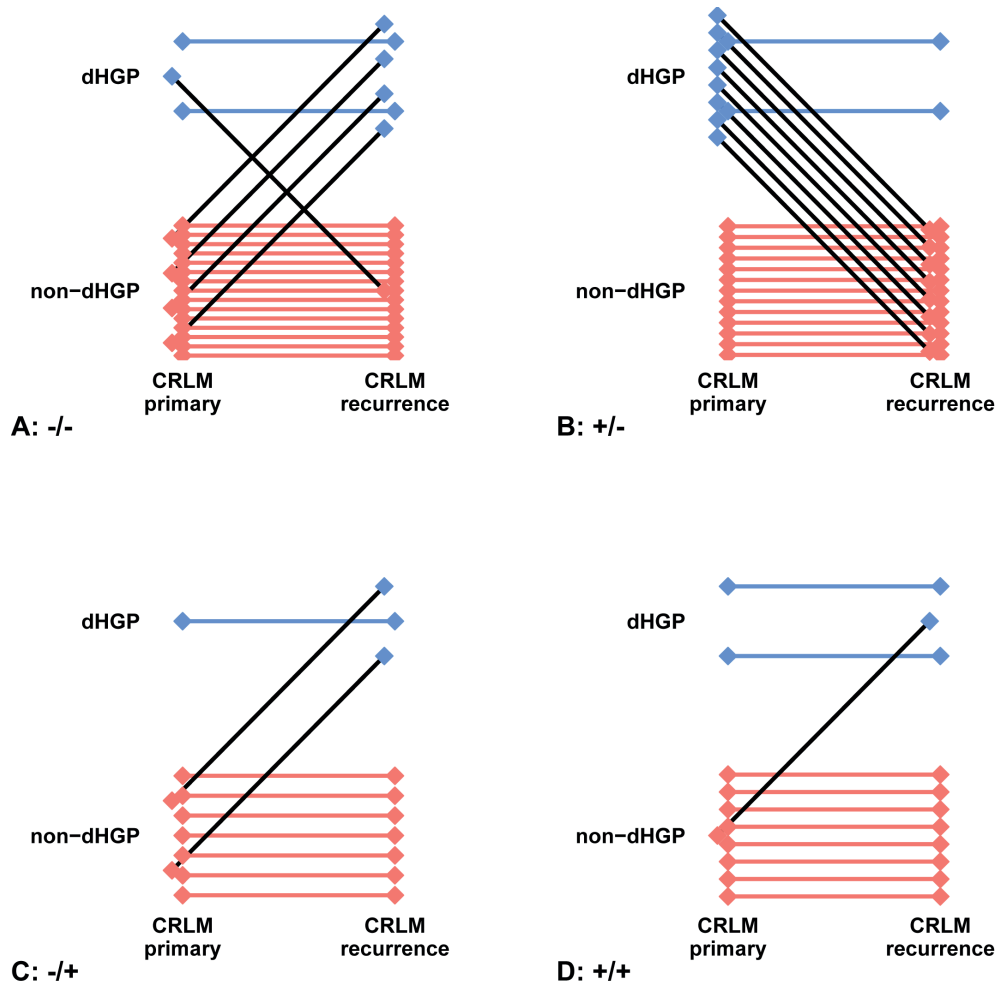 dHGP
non−dHGP
CRLM
primary
CRLM
recurrence
A: -/-
dHGP
non−dHGP
CRLM
primary
CRLM
recurrence
B: +/-
dHGP
non−dHGP
CRLM
primary
CRLM
recurrence
C: -/+
dHGP
non−dHGP
CRLM
primary
CRLM
recurrence
D: +/+